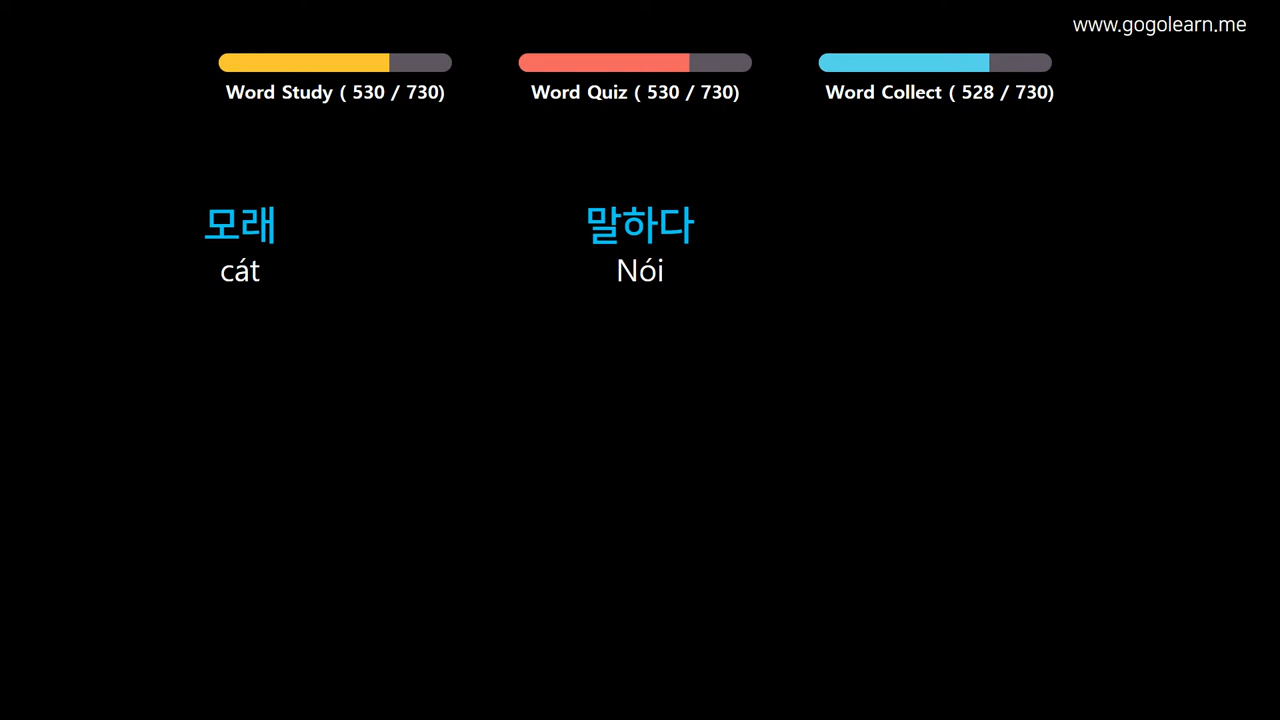 www.gogolearn.me
Word Study ( 530 / 730)
Word Quiz ( 530 / 730)
Word Collect ( 528 / 730)
모래
cát
말하다
Nói